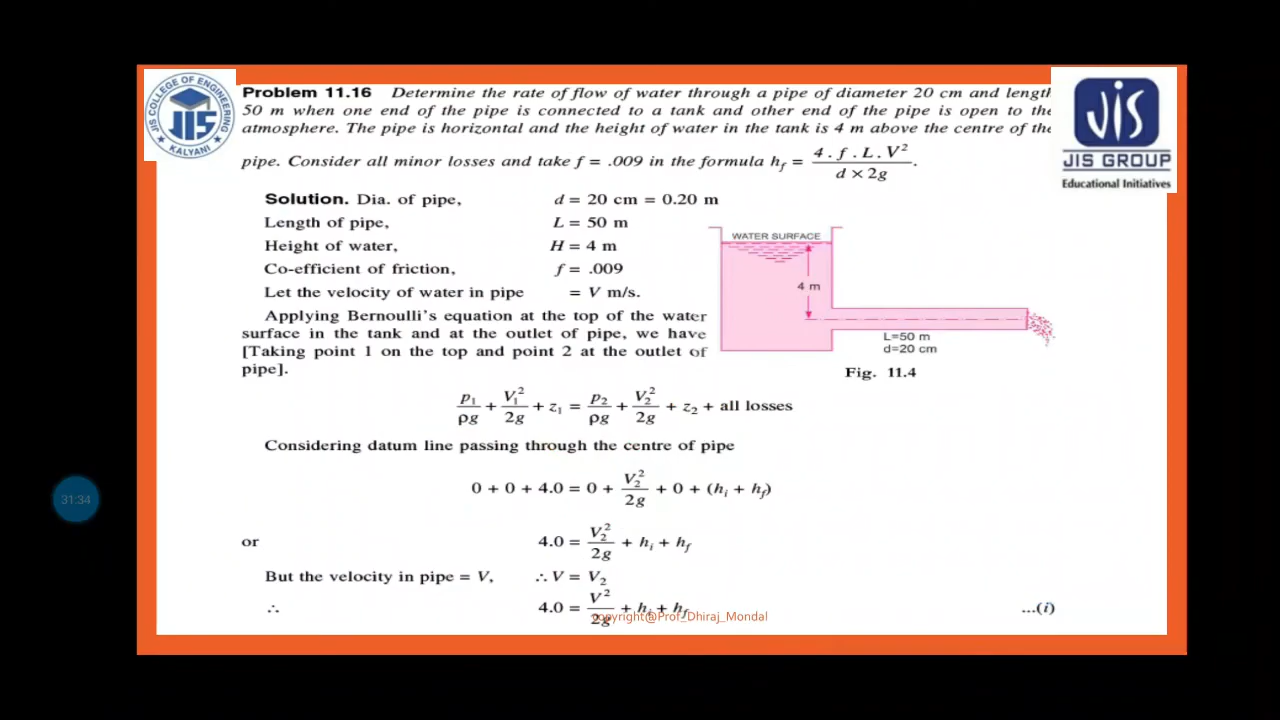 JIS COLLEGE OF ENGINEERING
JIS
KALYANI
Problem 11.16 Determine the rate of flow of water through a pipe of diameter 20 cm and length
50 m when one end of the pipe is connected to a tank and other end of the pipe is open to the
atmosphere. The pipe is horizontal and the height of water in the tank is 4 m above the centre of the
pipe. Consider all minor losses and take f = .009 in the formula h_f = (4 . f . L . V²)/(d × 2g).
JIS
JIS GROUP
Educational Initiatives
Solution. Dia. of pipe, d = 20 cm = 0.20 m
Length of pipe, L = 50 m
Height of water, H = 4 m
Co-efficient of friction, f = .009
Let the velocity of water in pipe = V m/s.
Applying Bernoulli's equation at the top of the water
surface in the tank and at the outlet of pipe, we have
[Taking point 1 on the top and point 2 at the outlet of
pipe].
WATER SURFACE
4 m
L=50 m
d=20 cm
Fig. 11.4
p₁/ρg + V₁²/2g + z₁ = p₂/ρg + V₂²/2g + z₂ + all losses
Considering datum line passing through the centre of pipe
0 + 0 + 4.0 = 0 + V₂²/2g + 0 + (h_i + h_f)
or 4.0 = V₂²/2g + h_i + h_f
But the velocity in pipe = V, ∴ V = V₂
∴ 4.0 = V²/2g + h_i + h_f ...(i)
copyright@Prof_Dhiraj_Mondal
31:34